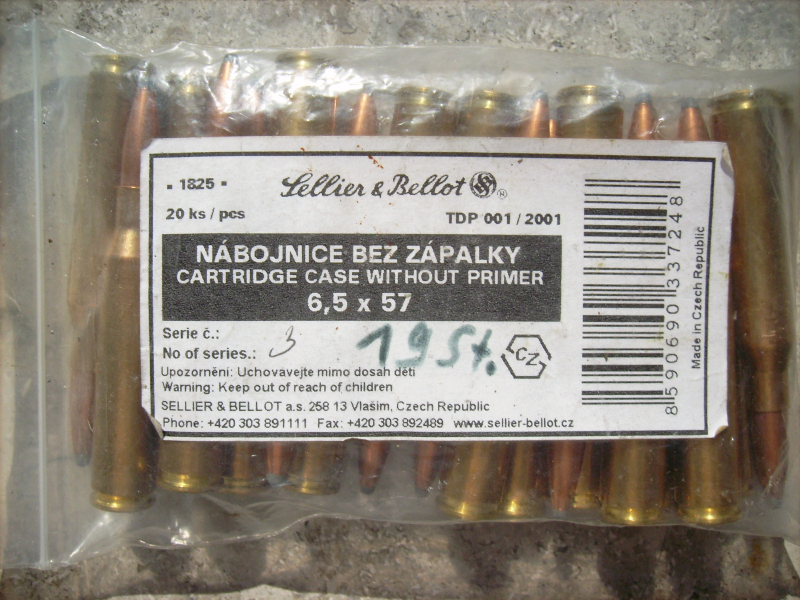 · 1825 ·
Sellier & Bellot ®
20 ks / pcs
TDP 001 / 2001
NÁBOJNICE BEZ ZÁPALKY
CARTRIDGE CASE WITHOUT PRIMER
6,5 x 57
Serie č.:
No of series.: 3
19 St.
CZ
Upozornění: Uchovávejte mimo dosah dětí
Warning: Keep out of reach of children
SELLIER & BELLOT a.s. 258 13 Vlašim, Czech Republic
Phone: +420 303 891111 Fax: +420 303 892489 www.sellier-bellot.cz
8 590690 337248
Made in Czech Republic